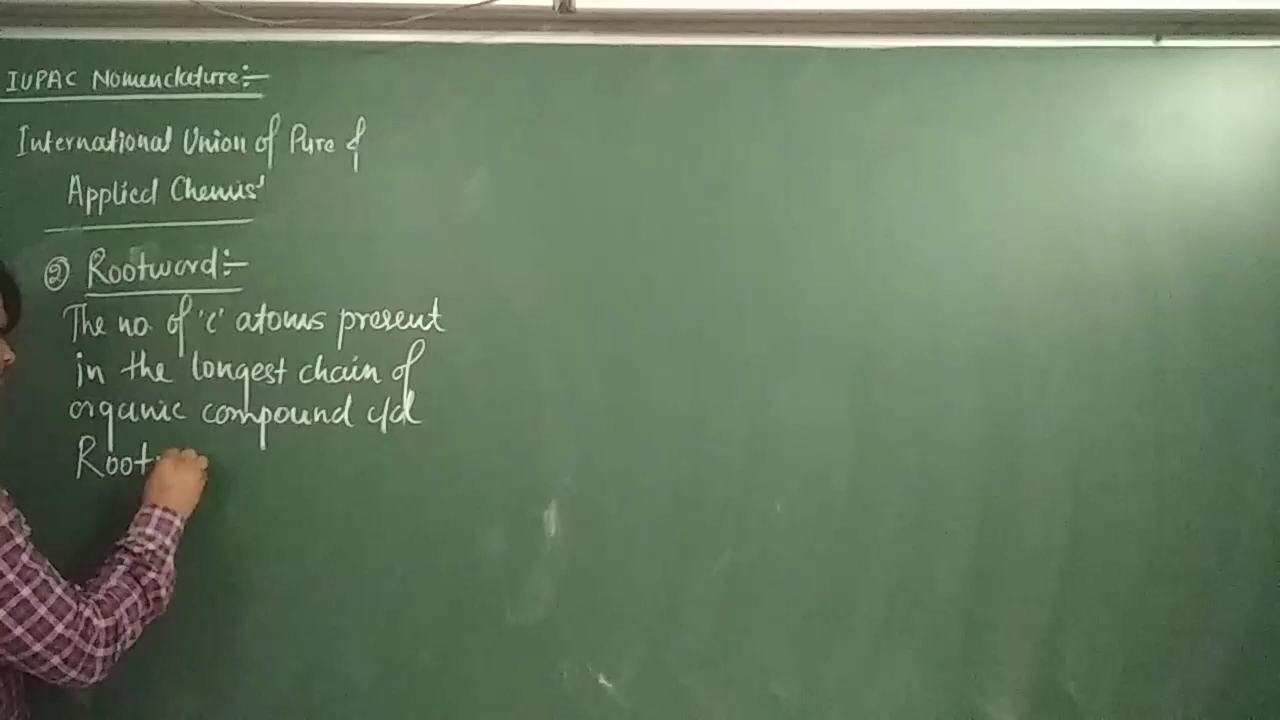 IUPAC Nomenclature:-
International Union of Pure &
Applied Chemis'
② Rootword:-
The no. of 'c' atoms present
in the longest chain of
organic compound c/d
Root